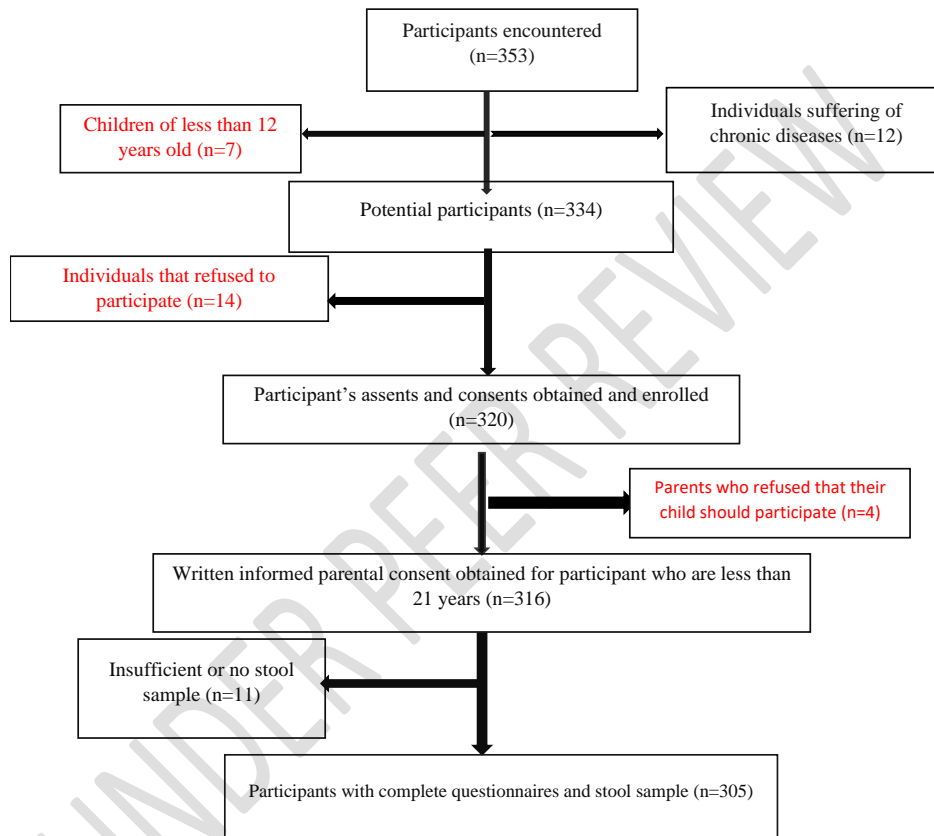 Participants encountered
(n=353)
Children of less than 12
years old (n=7)
Individuals suffering of
chronic diseases (n=12)
Potential participants (n=334)
Individuals that refused to
participate (n=14)
Participant's assents and consents obtained and enrolled
(n=320)
Parents who refused that their
child should participate (n=4)
Written informed parental consent obtained for participant who are less than
21 years (n=316)
Insufficient or no stool
sample (n=11)
Participants with complete questionnaires and stool sample (n=305)
UNDER PEER REVIEW